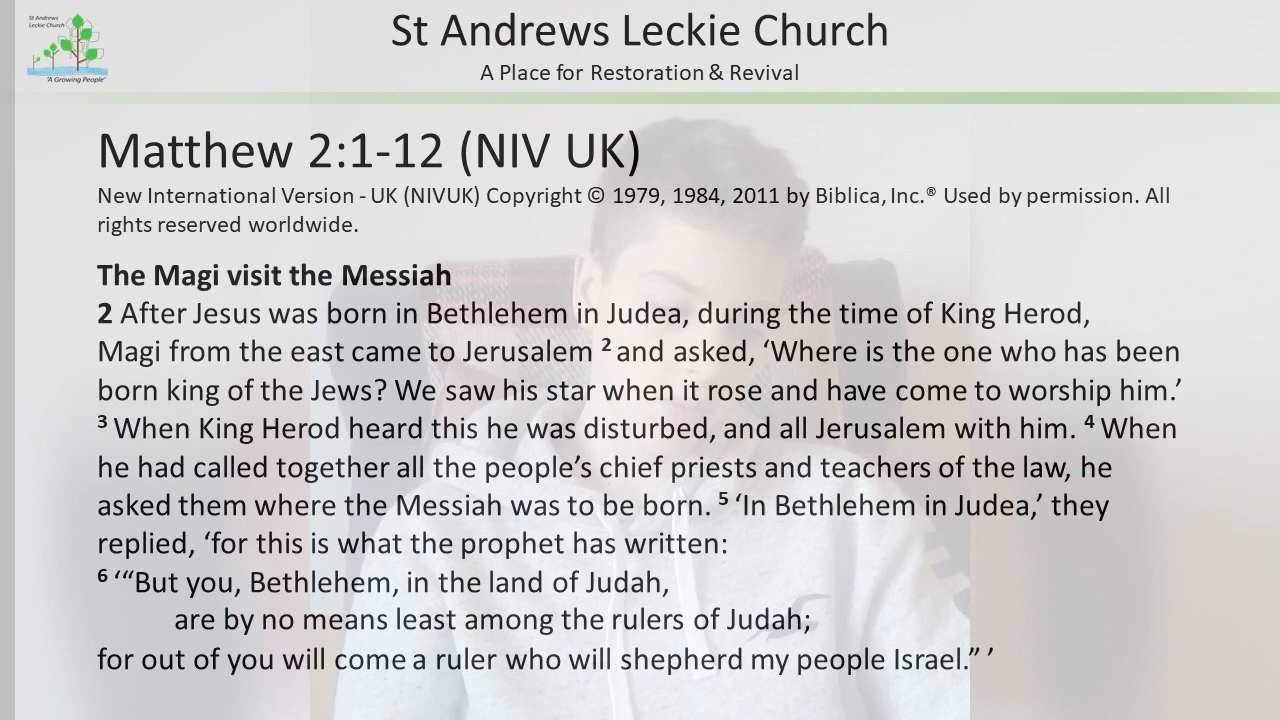 St Andrews
Leckie Church
'A Growing People'
St Andrews Leckie Church
A Place for Restoration & Revival
Matthew 2:1-12 (NIV UK)
New International Version - UK (NIVUK) Copyright © 1979, 1984, 2011 by Biblica, Inc.® Used by permission. All
rights reserved worldwide.
The Magi visit the Messiah
2 After Jesus was born in Bethlehem in Judea, during the time of King Herod,
Magi from the east came to Jerusalem ² and asked, ‘Where is the one who has been
born king of the Jews? We saw his star when it rose and have come to worship him.’
³ When King Herod heard this he was disturbed, and all Jerusalem with him. ⁴ When
he had called together all the people’s chief priests and teachers of the law, he
asked them where the Messiah was to be born. ⁵ ‘In Bethlehem in Judea,’ they
replied, ‘for this is what the prophet has written:
⁶ ‘“But you, Bethlehem, in the land of Judah,
are by no means least among the rulers of Judah;
for out of you will come a ruler who will shepherd my people Israel.” ’